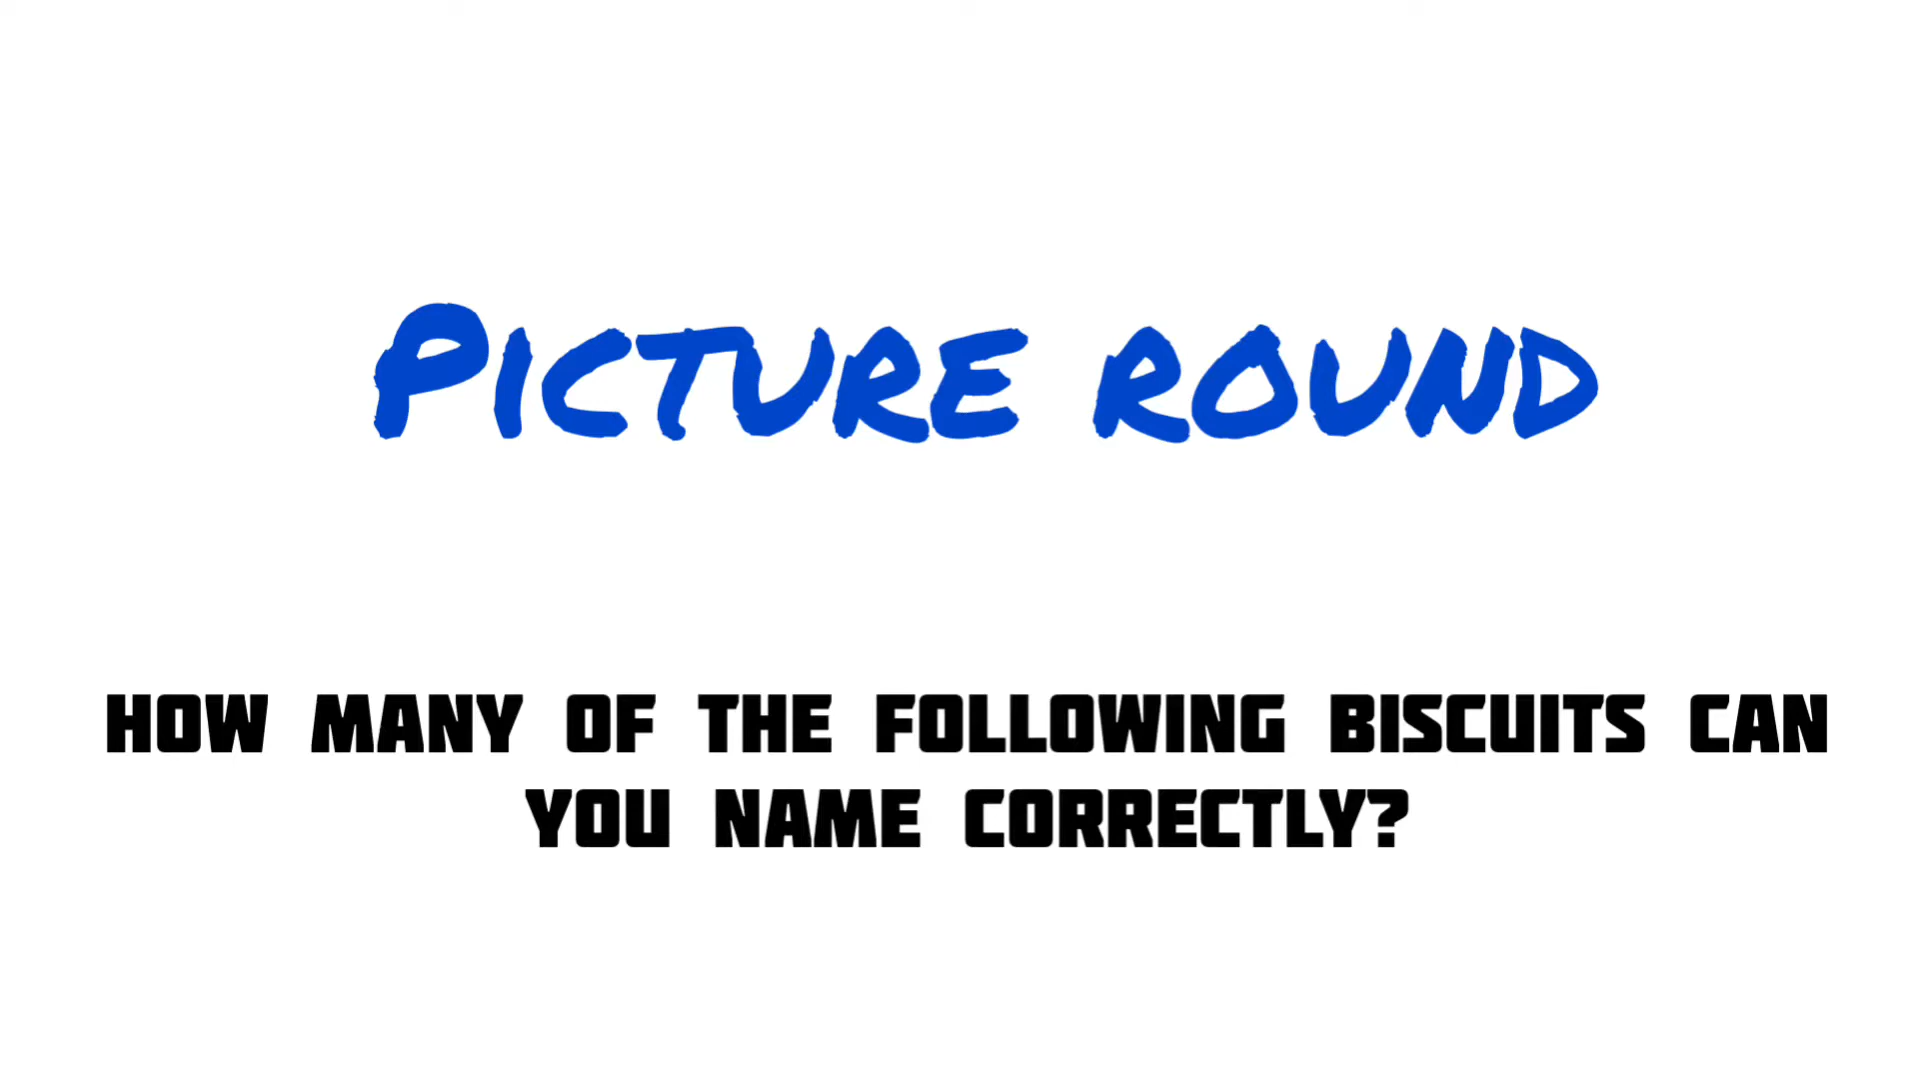 Picture round
HOW MANY OF THE FOLLOWING BISCUITS CAN
YOU NAME CORRECTLY?